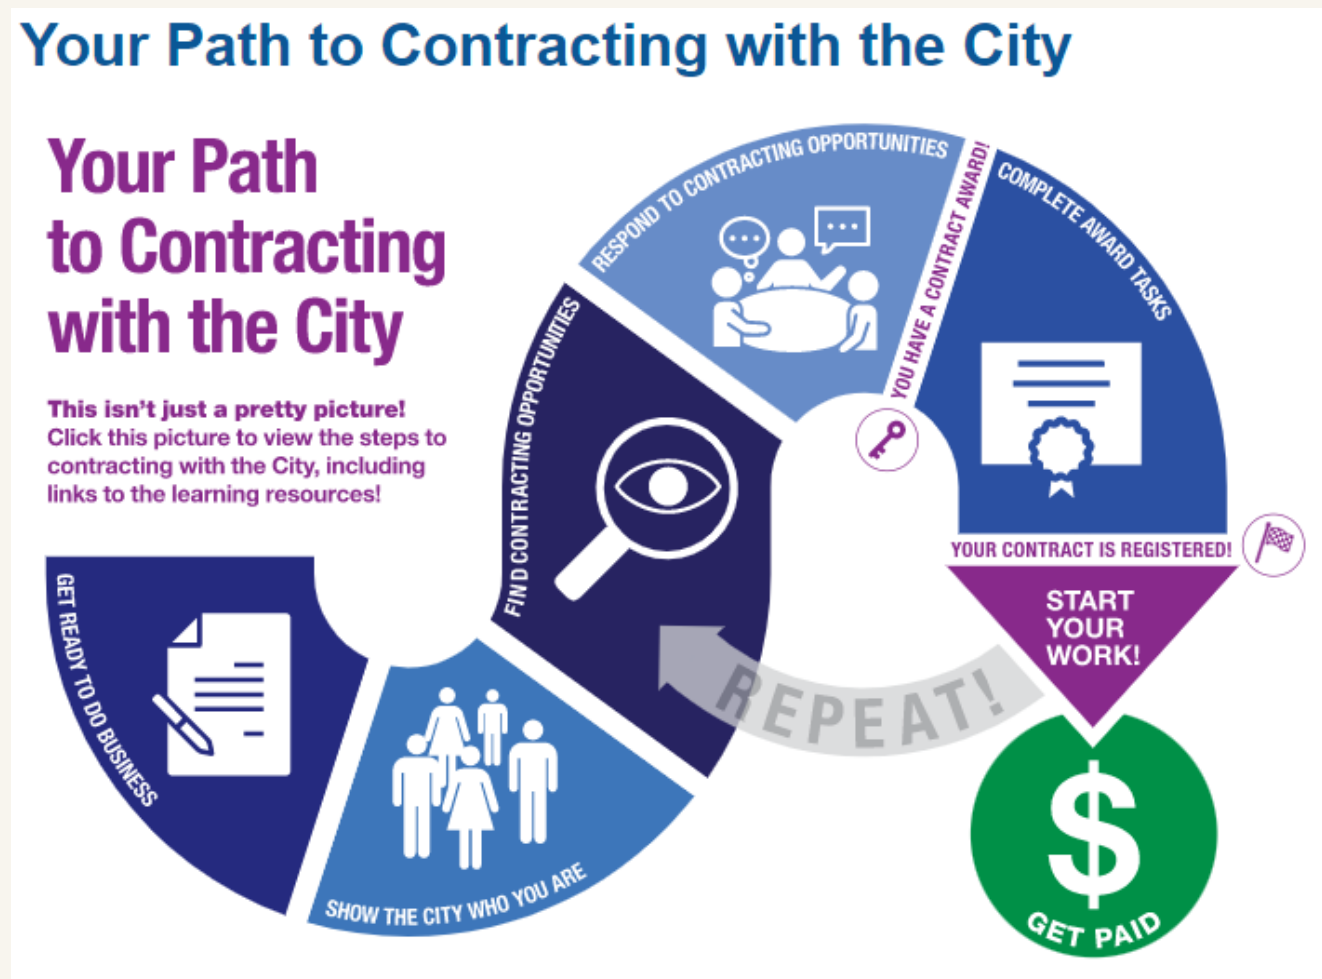 Your Path to Contracting with the City
Your Path
to Contracting
with the City
This isn't just a pretty picture!
Click this picture to view the steps to
contracting with the City, including
links to the learning resources!
GET READY TO DO BUSINESS
SHOW THE CITY WHO YOU ARE
FIND CONTRACTING OPPORTUNITIES
RESPOND TO CONTRACTING OPPORTUNITIES
YOU HAVE A CONTRACT AWARD!
COMPLETE AWARD TASKS
YOUR CONTRACT IS REGISTERED!
START
YOUR
WORK!
REPEAT!
$
GET PAID